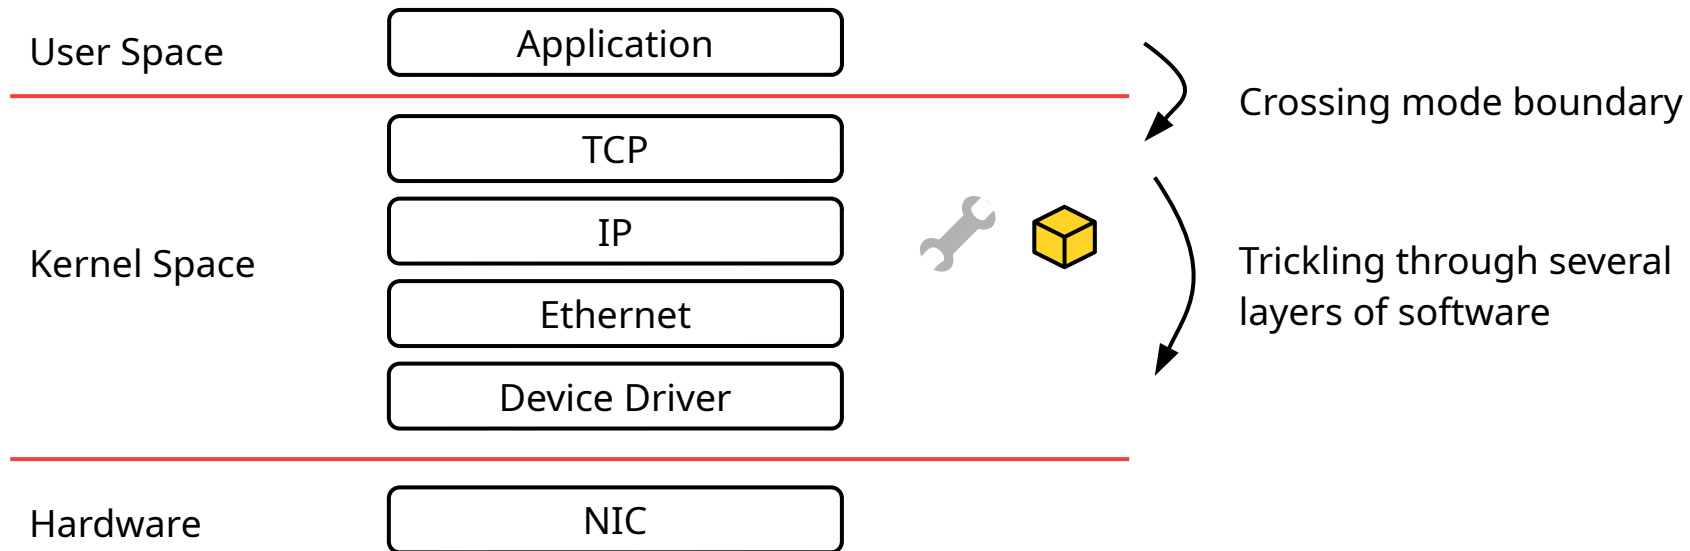 User Space
Application
Crossing mode boundary
TCP
IP
Kernel Space
Trickling through several
layers of software
Ethernet
Device Driver
Hardware
NIC